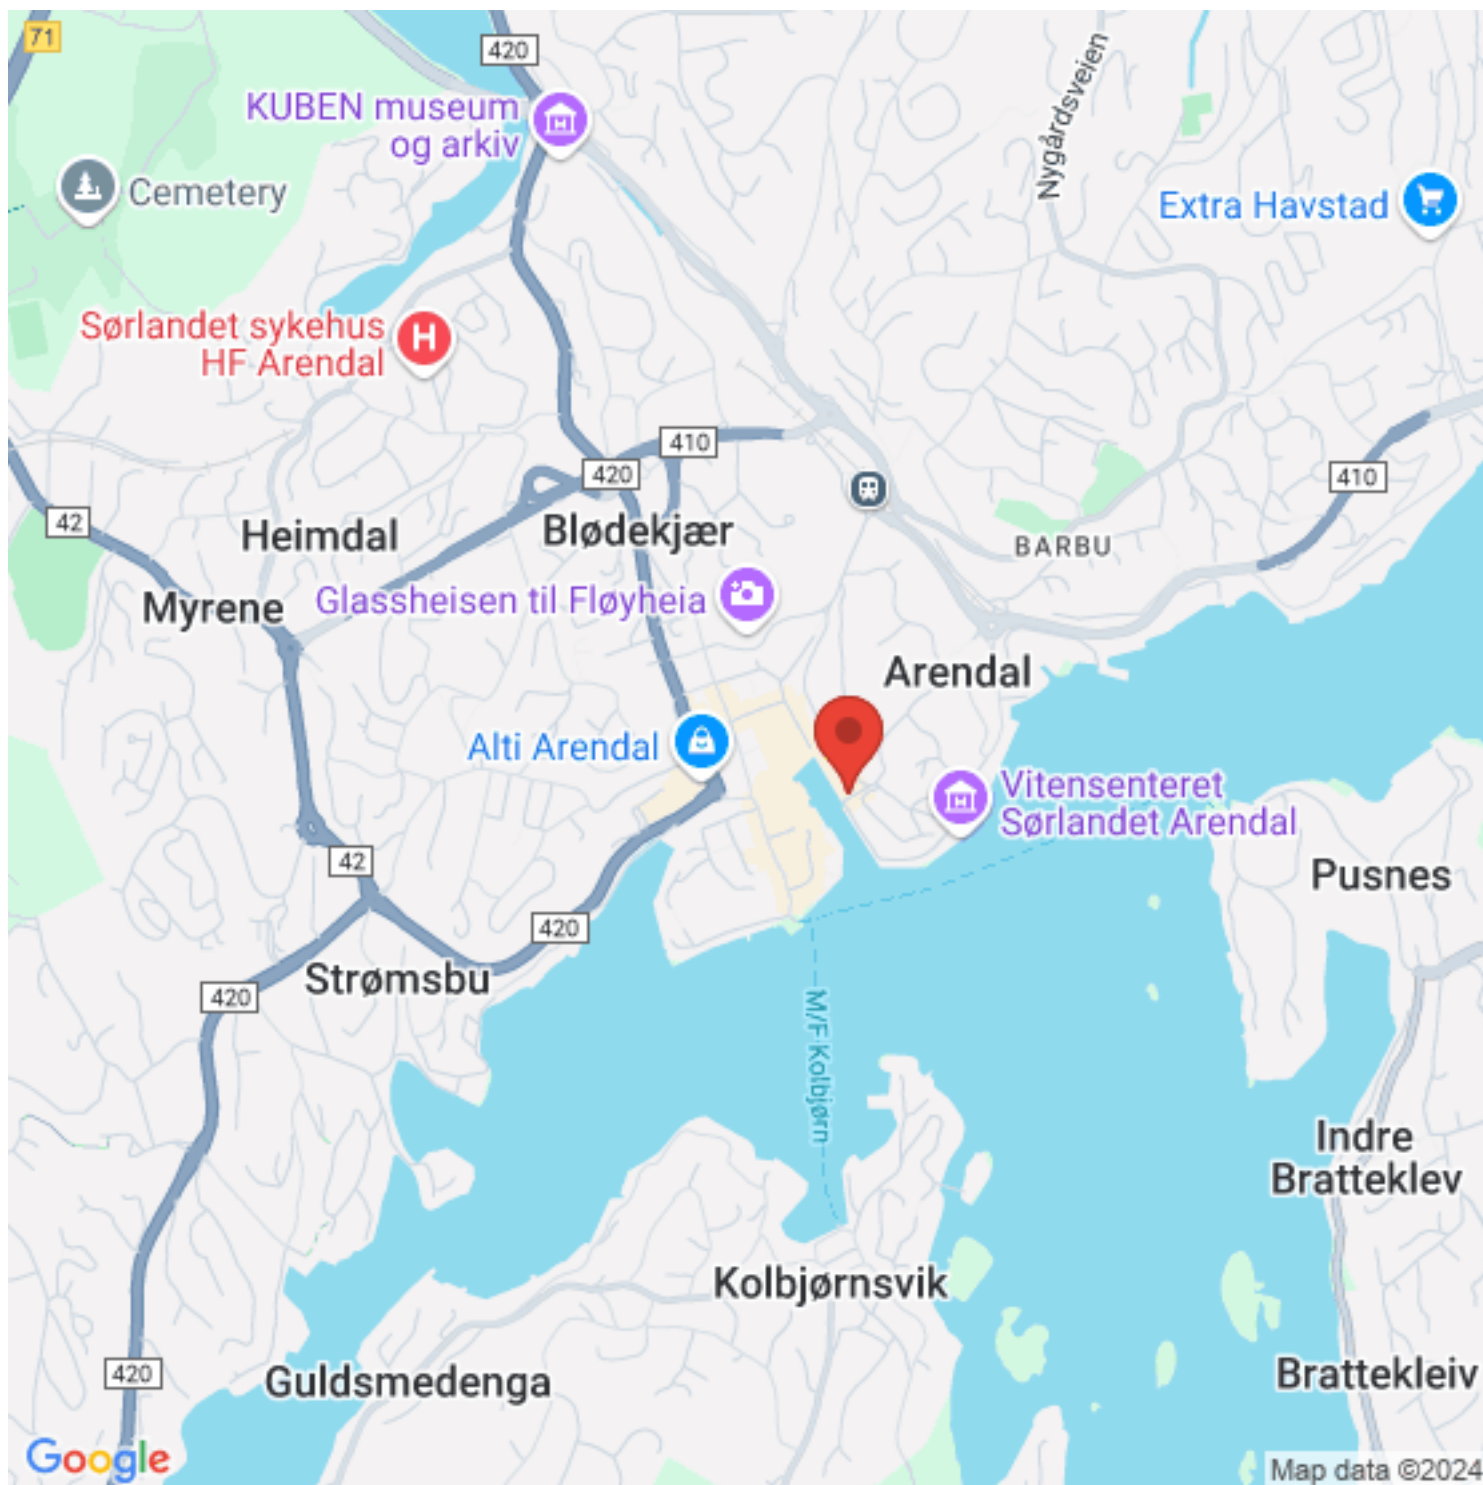 71
420
KUBEN museum
og arkiv
Nygårdsveien
Cemetery
Extra Havstad
Sørlandet sykehus
HF Arendal
H
410
420
410
42
Heimdal
Blødekjær
BARBU
Glassheisen til Fløyheia
Myrene
Arendal
Alti Arendal
Vitensenteret
Sørlandet Arendal
42
Pusnes
420
Strømsbu
420
M/F Kolbjørn
Indre
Bratteklev
Kolbjørnsvik
420
Guldsmedenga
Brattekleiv
Google
Map data ©2024